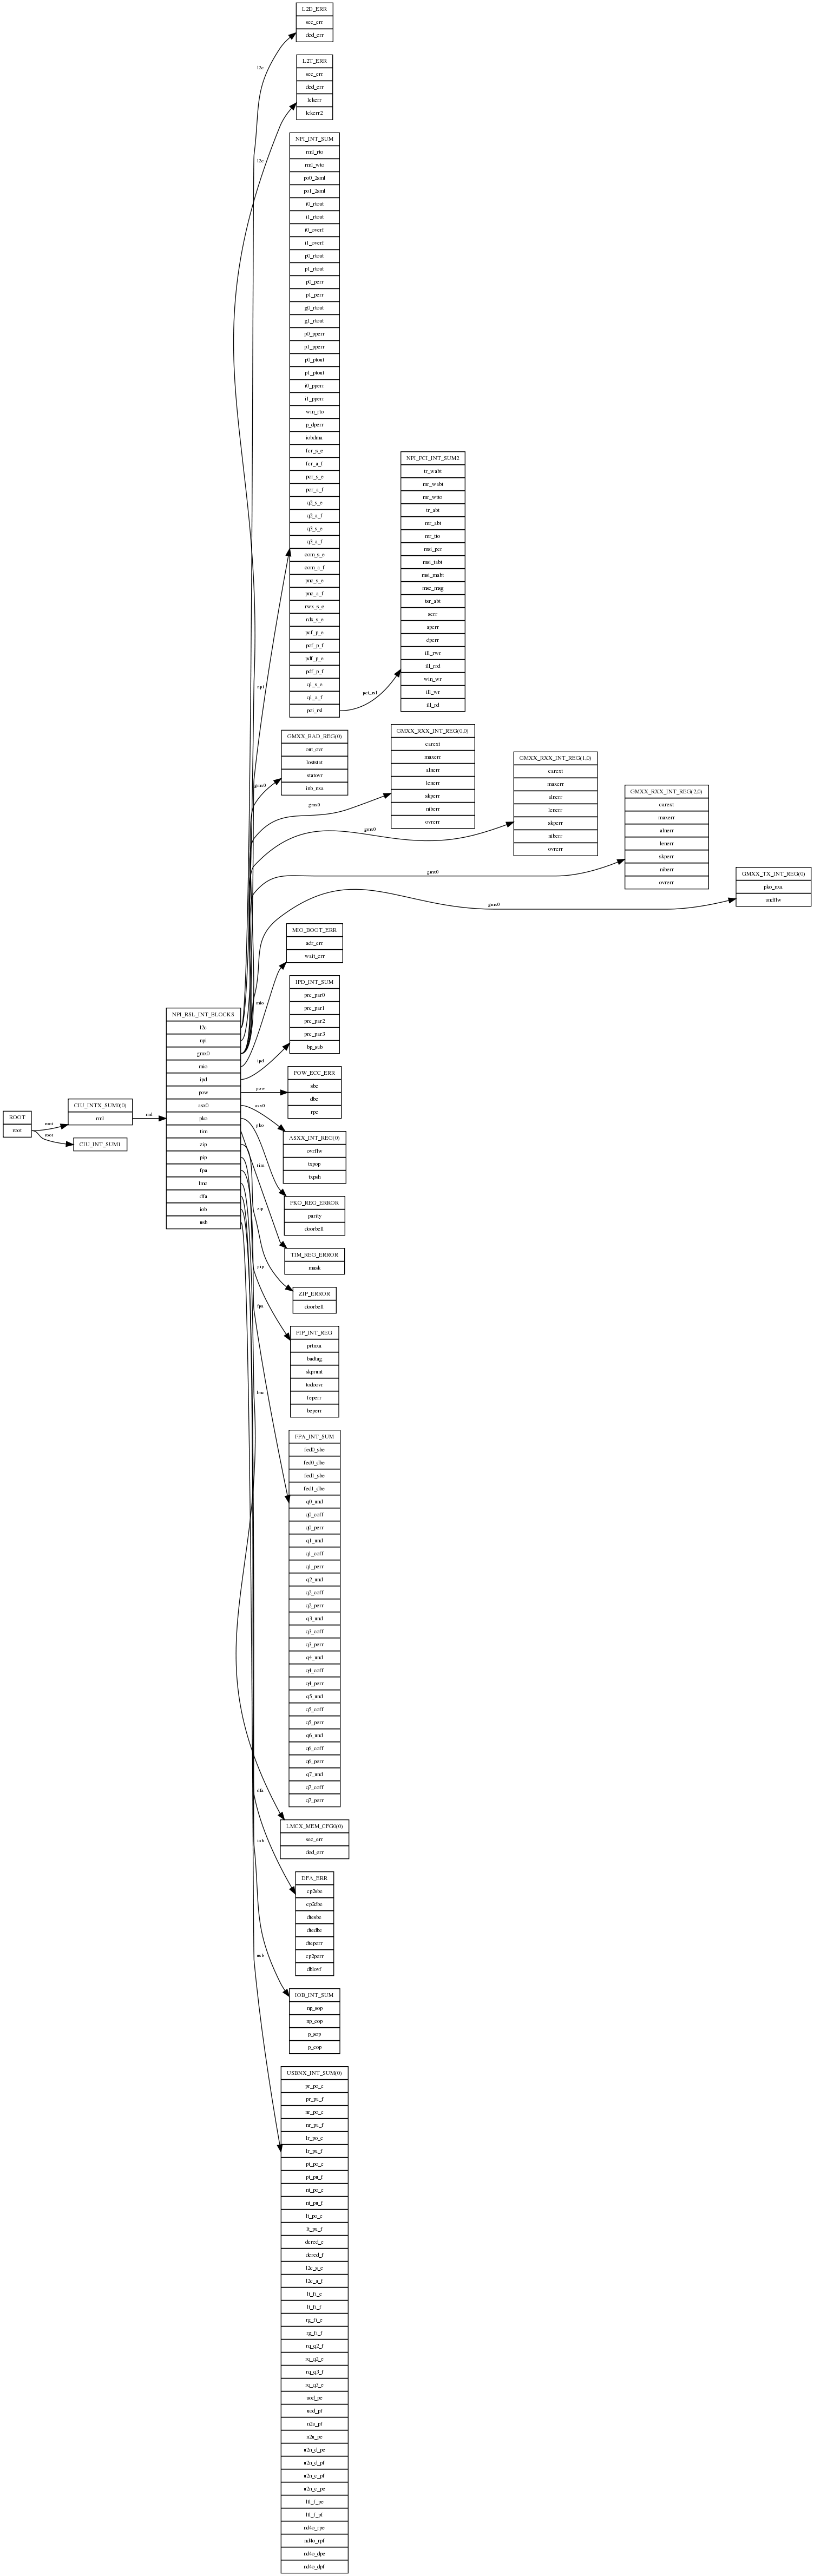 L2D_ERR
sec_err
ded_err
L2T_ERR
sec_err
ded_err
lckerr
lckerr2
NPI_INT_SUM
rml_rto
rml_wto
po0_2sml
po1_2sml
i0_rtout
i1_rtout
i0_overf
i1_overf
p0_rtout
p1_rtout
p0_perr
p1_perr
g0_rtout
g1_rtout
p0_pperr
p1_pperr
p0_ptout
p1_ptout
i0_pperr
i1_pperr
win_rto
p_dperr
iobdma
fcr_s_e
fcr_a_f
pcr_s_e
pcr_a_f
q2_s_e
q2_a_f
q3_s_e
q3_a_f
com_s_e
com_a_f
pnc_s_e
pnc_a_f
rwx_s_e
rdx_s_e
pcf_p_e
pcf_p_f
pdf_p_e
pdf_p_f
q1_s_e
q1_a_f
pci_rsl
NPI_PCI_INT_SUM2
tr_wabt
mr_wabt
mr_wtto
tr_abt
mr_abt
mr_tto
msi_per
msi_tabt
msi_mabt
msc_msg
tsr_abt
serr
aperr
dperr
ill_rwr
ill_rrd
win_wr
ill_wr
ill_rd
GMXX_BAD_REG(0)
out_ovr
loststat
statovr
inb_nxa
GMXX_RXX_INT_REG(0,0)
carext
maxerr
alnerr
lenerr
skperr
niberr
ovrerr
GMXX_RXX_INT_REG(1,0)
carext
maxerr
alnerr
lenerr
skperr
niberr
ovrerr
GMXX_RXX_INT_REG(2,0)
carext
maxerr
alnerr
lenerr
skperr
niberr
ovrerr
GMXX_TX_INT_REG(0)
pko_nxa
undflw
MIO_BOOT_ERR
adr_err
wait_err
IPD_INT_SUM
prc_par0
prc_par1
prc_par2
prc_par3
bp_sub
POW_ECC_ERR
sbe
dbe
rpe
ASXX_INT_REG(0)
ovrflw
txpop
txpsh
PKO_REG_ERROR
parity
doorbell
TIM_REG_ERROR
mask
ZIP_ERROR
doorbell
PIP_INT_REG
prtnxa
badtag
skprunt
todoovr
feperr
beperr
FPA_INT_SUM
fed0_sbe
fed0_dbe
fed1_sbe
fed1_dbe
q0_und
q0_coff
q0_perr
q1_und
q1_coff
q1_perr
q2_und
q2_coff
q2_perr
q3_und
q3_coff
q3_perr
q4_und
q4_coff
q4_perr
q5_und
q5_coff
q5_perr
q6_und
q6_coff
q6_perr
q7_und
q7_coff
q7_perr
LMCX_MEM_CFG0(0)
sec_err
ded_err
DFA_ERR
cp2sbe
cp2dbe
dtesbe
dtedbe
dteperr
cp2perr
dblovf
IOB_INT_SUM
np_sop
np_eop
p_sop
p_eop
USBNX_INT_SUM(0)
pr_po_e
pr_pu_f
nr_po_e
nr_pu_f
lr_po_e
lr_pu_f
pt_po_e
pt_pu_f
nt_po_e
nt_pu_f
lt_po_e
lt_pu_f
dcred_e
dcred_f
l2c_s_e
l2c_a_f
lt_fi_e
lt_fi_f
rg_fi_e
rg_fi_f
rq_q2_f
rq_q2_e
rq_q3_f
rq_q3_e
uod_pe
uod_pf
n2u_pf
n2u_pe
u2n_d_pe
u2n_d_pf
u2n_c_pf
u2n_c_pe
ltl_f_pe
ltl_f_pf
nd4o_rpe
nd4o_rpf
nd4o_dpe
nd4o_dpf
NPI_RSL_INT_BLOCKS
l2c
npi
gmx0
mio
ipd
pow
asx0
pko
tim
zip
pip
fpa
lmc
dfa
iob
usb
ROOT
root
CIU_INTX_SUM0(0)
rml
CIU_INT_SUM1
root
root
rml
l2c
l2c
npi
pci_rsl
gmx0
gmx0
gmx0
gmx0
gmx0
mio
ipd
pow
asx0
pko
tim
zip
pip
fpa
lmc
dfa
iob
usb